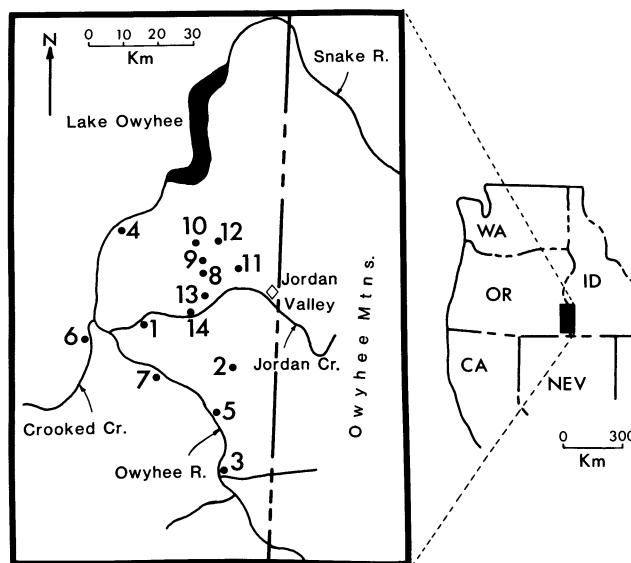 N
0 10 20 30
Km
Snake R.
Lake Owyhee
4
10
12
9
8
11
13
14
Jordan
Valley
1
6
7
2
Jordan Cr.
5
Crooked Cr.
Owyhee R.
3
Owyhee Mtns.
WA
OR
ID
CA
NEV
0 300
Km